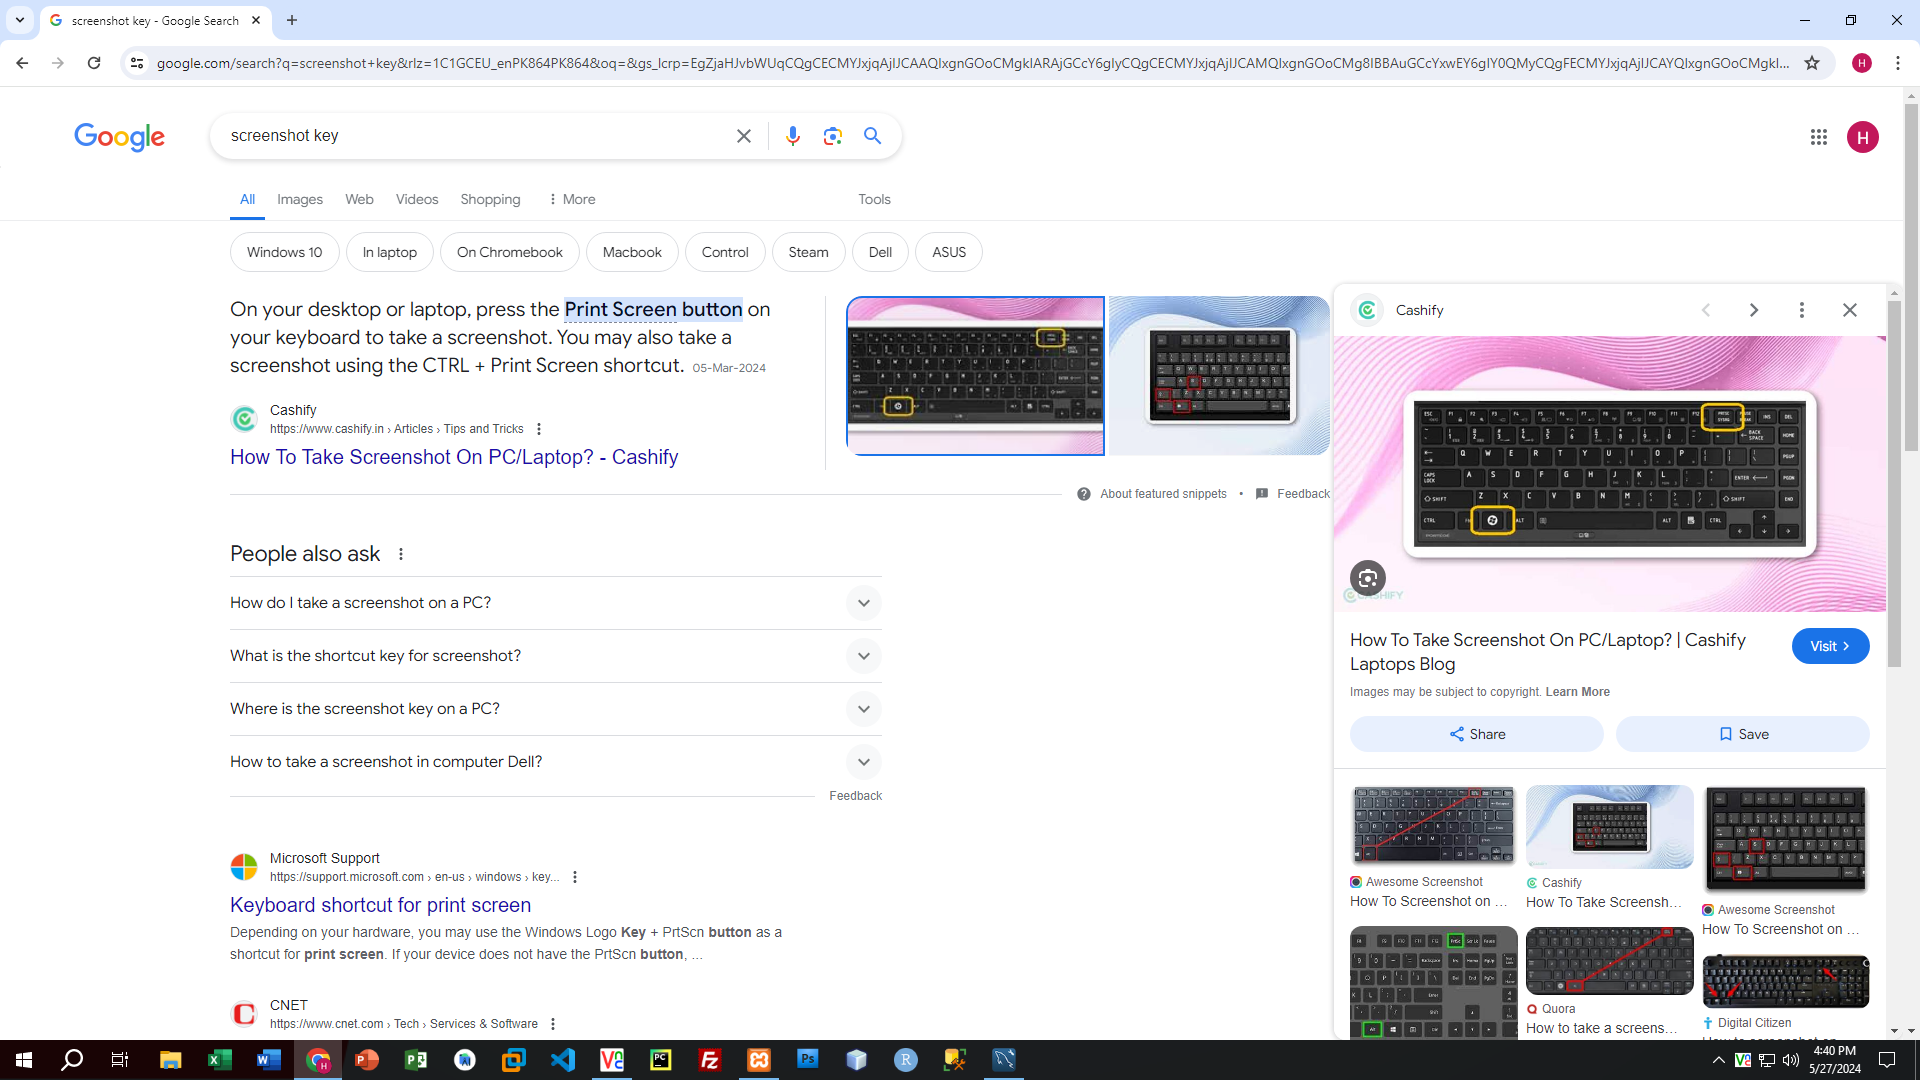 screenshot key - Google Search
google.com/search?q=screenshot+key&rlz=1C1GCEU_enPK864PK864&oq=&gs_lcrp=
H
Google
screenshot key
H
All
Images
Web
Videos
Shopping
More
Tools
Windows 10
In laptop
On Chromebook
Macbook
Control
Steam
Dell
ASUS
On your desktop or laptop, press the Print Screen button on
your keyboard to take a screenshot. You may also take a
screenshot using the CTRL + Print Screen shortcut. 05-Mar-2024
Cashify
https://www.cashify.in › Articles › Tips and Tricks
How To Take Screenshot On PC/Laptop? - Cashify
About featured snippets • Feedback
People also ask
How do I take a screenshot on a PC?
What is the shortcut key for screenshot?
Where is the screenshot key on a PC?
How to take a screenshot in computer Dell?
Feedback
Microsoft Support
https://support.microsoft.com › en-us › windows › key...
Keyboard shortcut for print screen
Depending on your hardware, you may use the Windows Logo Key + PrtScn button as a
shortcut for print screen. If your device does not have the PrtScn button, ...
CNET
https://www.cnet.com › Tech › Services & Software
Cashify
CASHIFY
How To Take Screenshot On PC/Laptop? | Cashify
Laptops Blog
Visit
Images may be subject to copyright. Learn More
Share
Save
Awesome Screenshot
How To Screenshot on ...
Cashify
How To Take Screensh...
Awesome Screenshot
How To Screenshot on ...
Quora
How to take a screens...
Digital Citizen
4:40 PM
5/27/2024